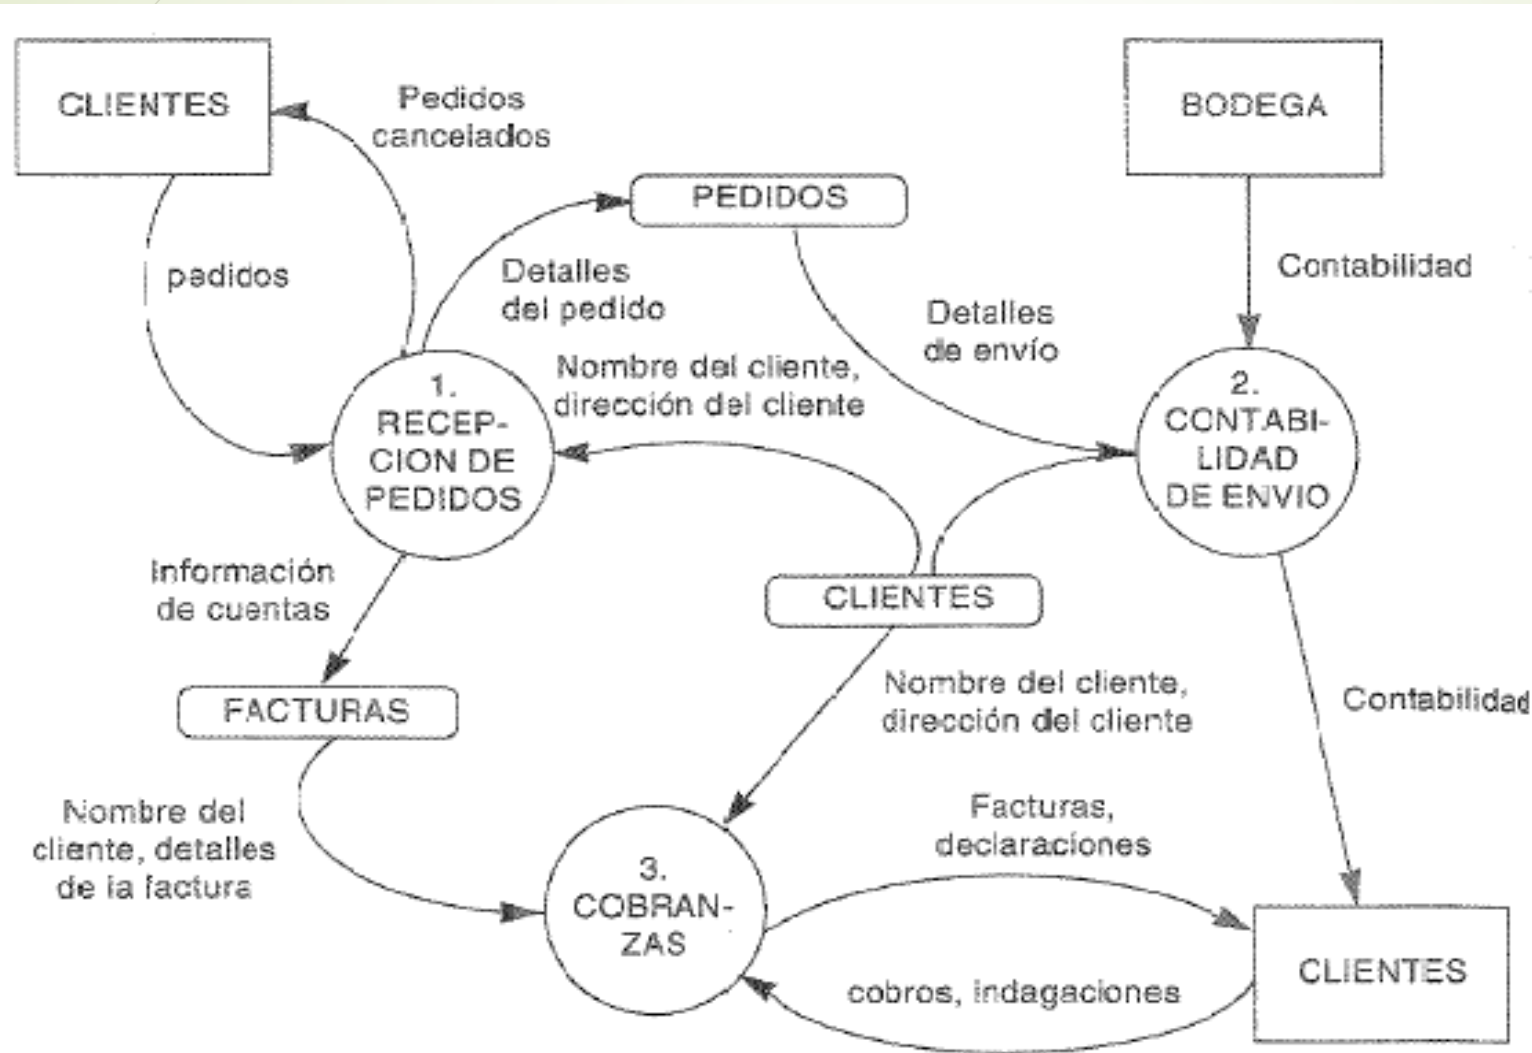 CLIENTES
Pedidos
cancelados
BODEGA
PEDIDOS
pedidos
Detalles
del pedido
Contabilidad
Detalles
de envío
Nombre del cliente,
dirección del cliente
1.
RECEP-
CION DE
PEDIDOS
2.
CONTABI-
LIDAD
DE ENVIO
Información
de cuentas
CLIENTES
FACTURAS
Nombre del cliente,
dirección del cliente
Contabilidad
Nombre del
cliente, detalles
de la factura
Facturas,
declaraciones
3.
COBRAN-
ZAS
cobros, indagaciones
CLIENTES